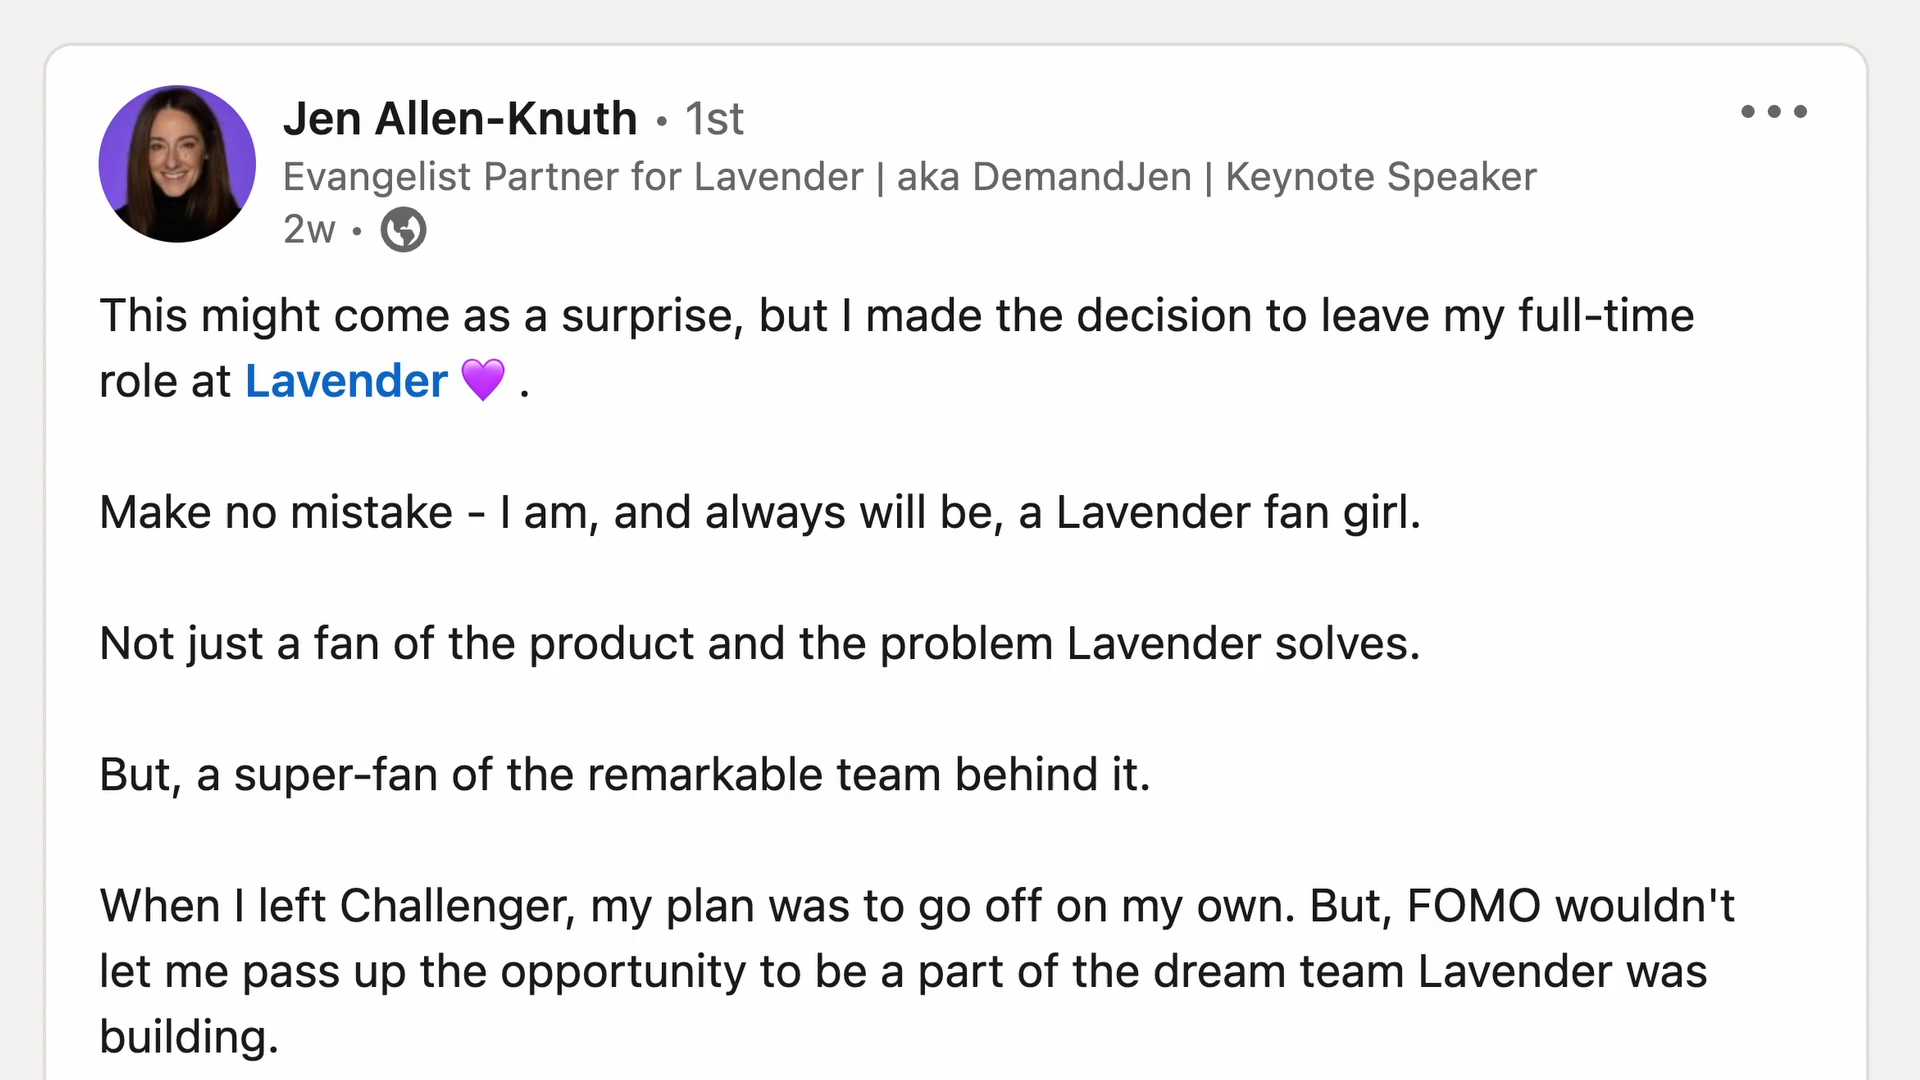 Jen Allen-Knuth • 1st
Evangelist Partner for Lavender | aka DemandJen | Keynote Speaker
2w •
This might come as a surprise, but I made the decision to leave my full-time
role at Lavender 💜 .
Make no mistake - I am, and always will be, a Lavender fan girl.
Not just a fan of the product and the problem Lavender solves.
But, a super-fan of the remarkable team behind it.
When I left Challenger, my plan was to go off on my own. But, FOMO wouldn't
let me pass up the opportunity to be a part of the dream team Lavender was
building.